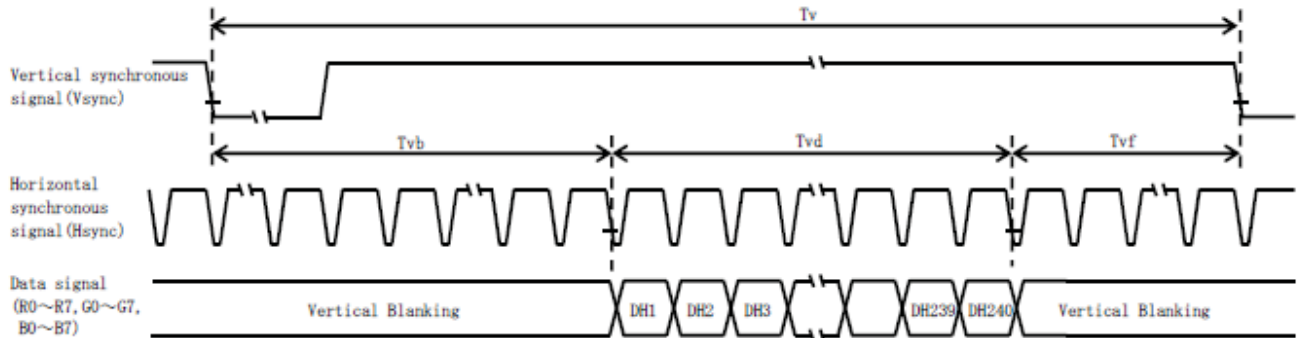 Tv
Vertical synchronous
signal(Vsync)
Tvb
Tvd
Tvf
Horizontal
synchronous
signal(Hsync)
Data signal
(R0～R7,G0～G7,
B0～B7)
Vertical Blanking
DH1
DH2
DH3
DH239
DH240
Vertical Blanking